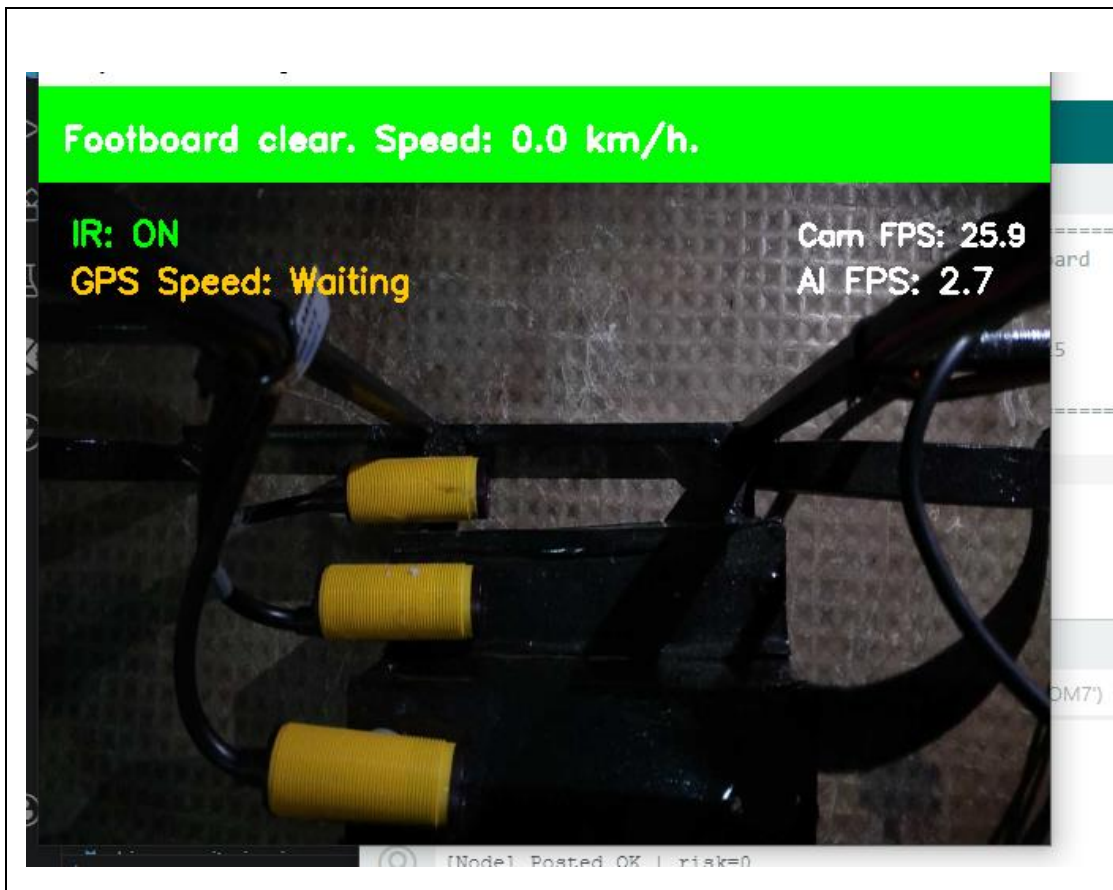 Footboard clear. Speed: 0.0 km/h.
IR: ON
Cam FPS: 25.9
GPS Speed: Waiting
AI FPS: 2.7
=====
ard
5
=====
OM7')
[Node] Posted OK | risk=0